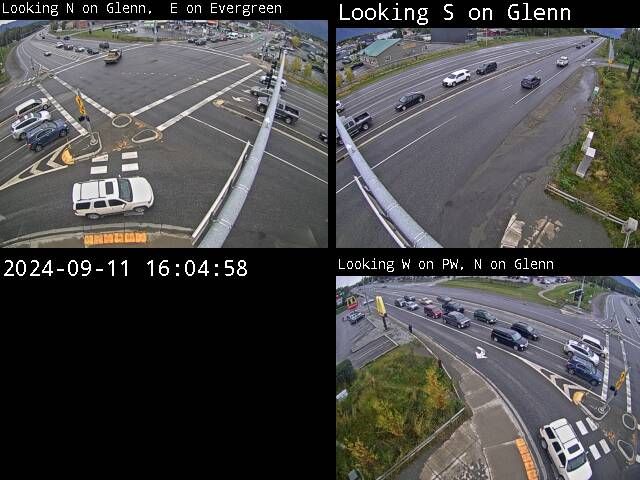 Looking N on Glenn,  E on Evergreen
Looking S on Glenn
2024-09-11 16:04:58
Looking W on PW, N on Glenn